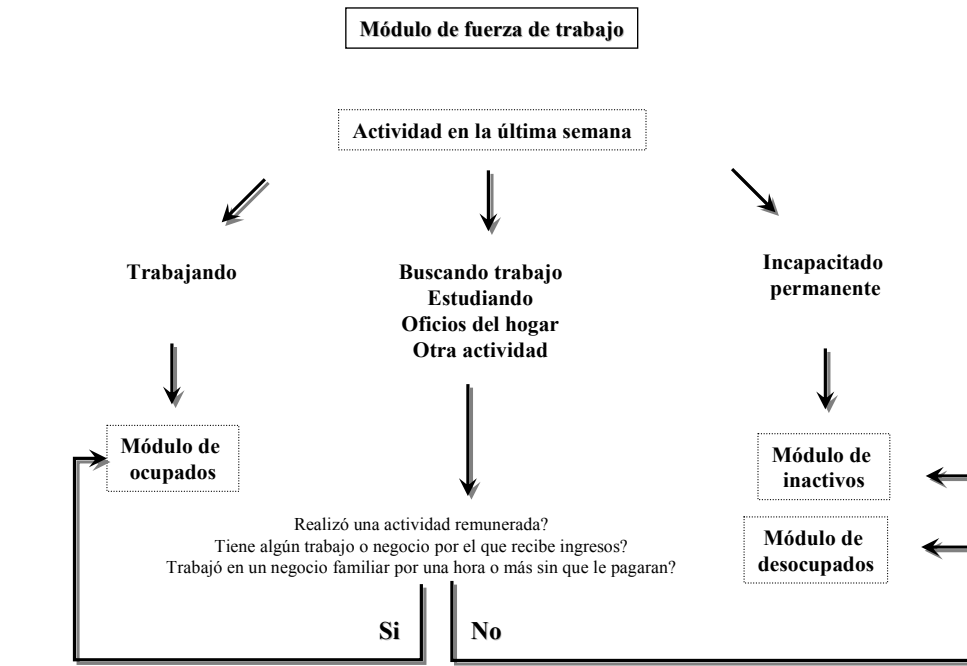 Módulo de fuerza de trabajo
Actividad en la última semana
Trabajando
Buscando trabajo
Estudiando
Oficios del hogar
Otra actividad
Incapacitado
permanente
Módulo de
ocupados
Módulo de
inactivos
Realizó una actividad remunerada?
Tiene algún trabajo o negocio por el que recibe ingresos?
Trabajó en un negocio familiar por una hora o más sin que le pagaran?
Módulo de
desocupados
Si
No